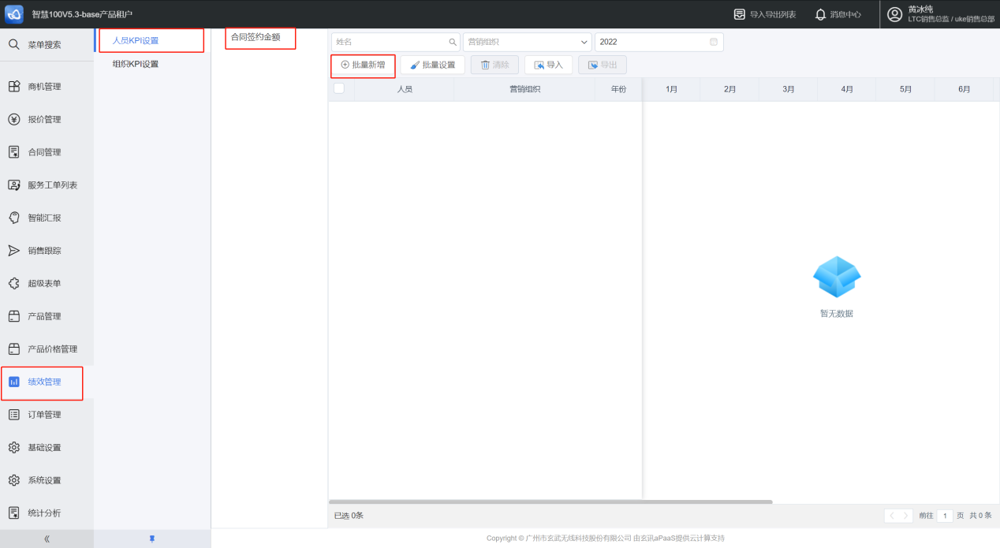 智慧100V5.3-base产品租户
导入导出列表
消息中心
黄冰纯
LTC销售总监 / uke销售总部
菜单搜索
商机管理
报价管理
合同管理
服务工单列表
智能汇报
销售跟踪
超级表单
产品管理
产品价格管理
绩效管理
订单管理
基础设置
系统设置
统计分析
人员KPI设置
组织KPI设置
合同签约金额
姓名
营销组织
2022
批量新增
批量设置
清除
导入
导出
人员 营销组织 年份 1月 2月 3月 4月 5月 6月
暂无数据
已选 0条
前往 1 页 共 0 条
Copyright © 广州市玄武无线科技股份有限公司 由玄讯aPaaS提供云计算支持